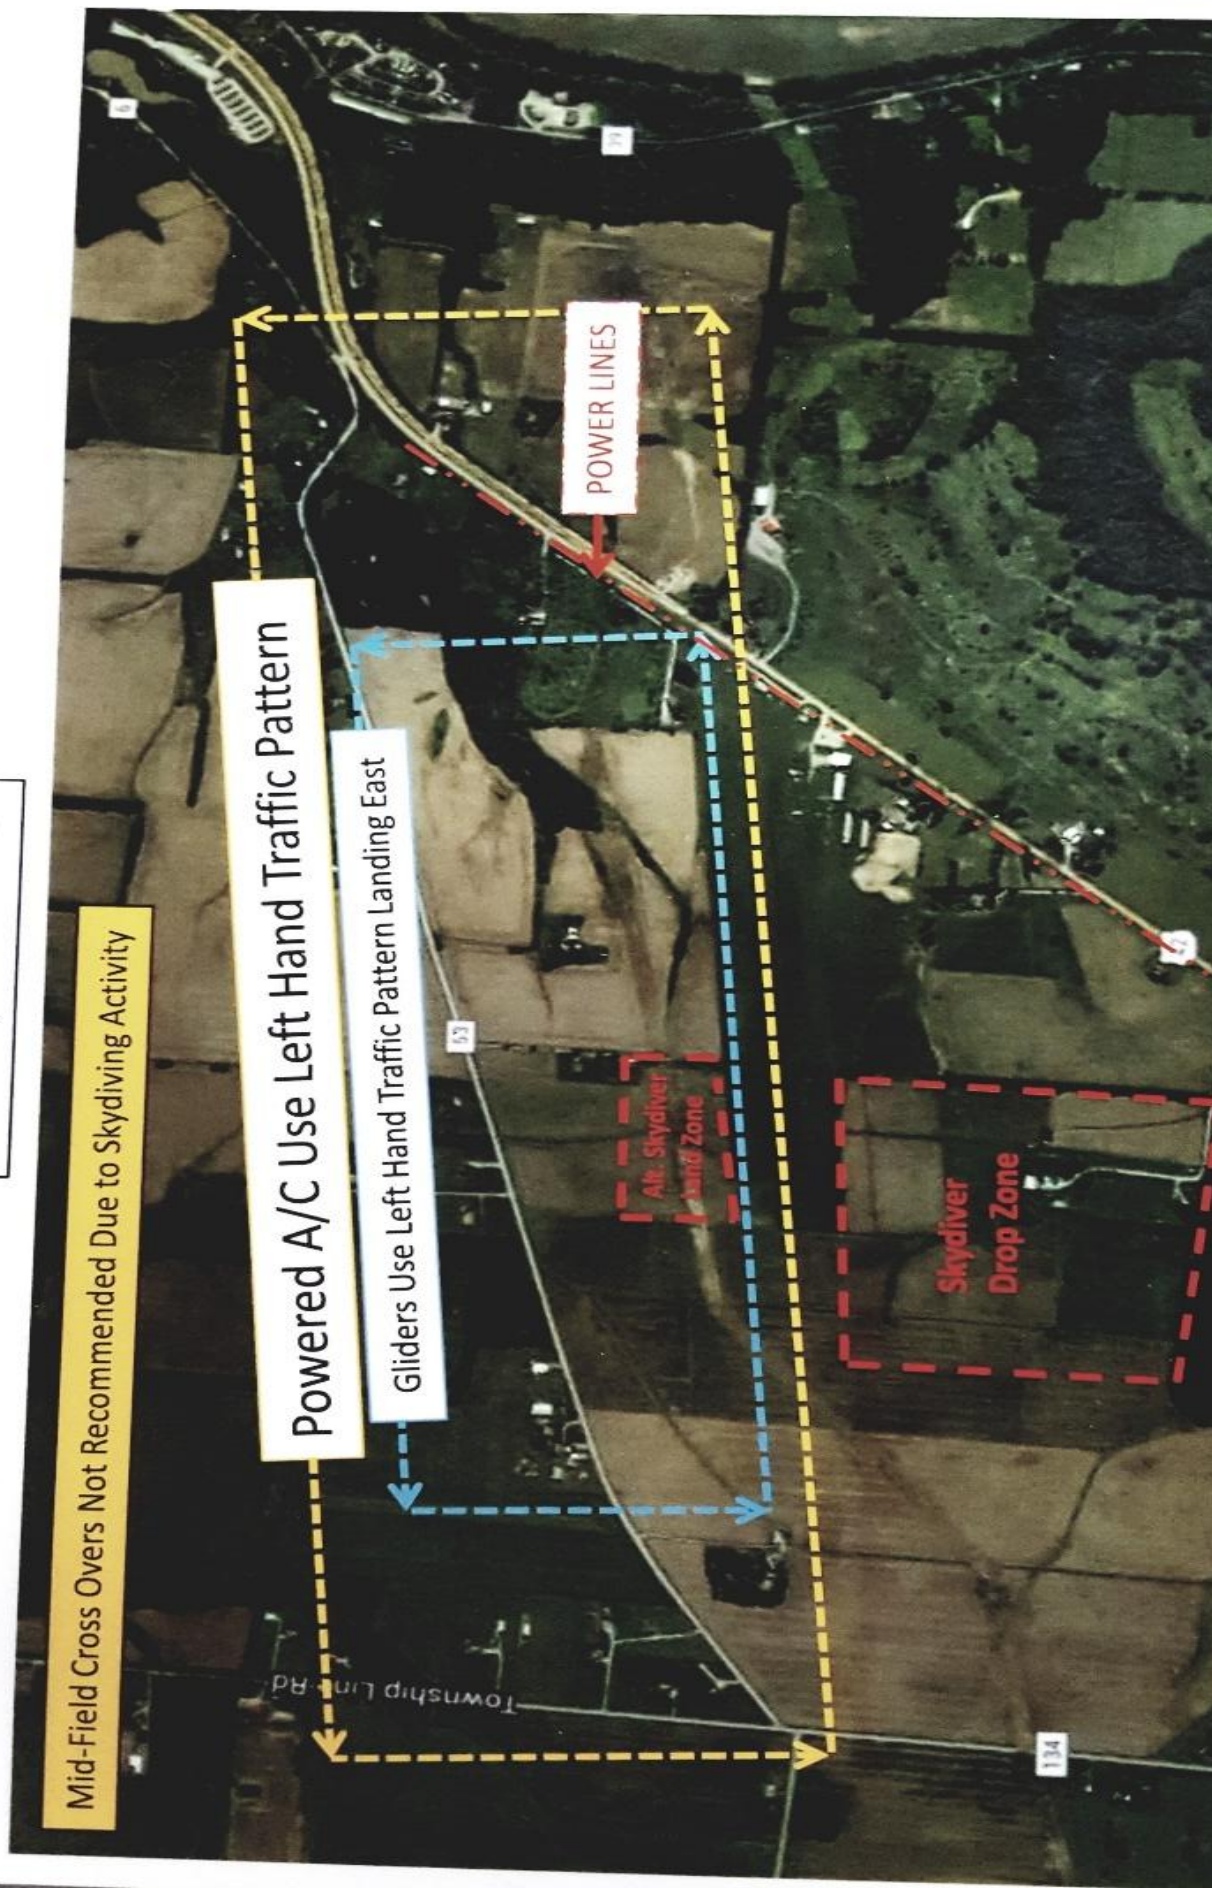 Mid-Field Cross Overs Not Recommended Due to Skydiving Activity
Powered A/C Use Left Hand Traffic Pattern
Gliders Use Left Hand Traffic Pattern Landing East
6
POWER LINES
39
53
Township Line Rd
Alt. Skydiver
Land Zone
Skydiver
Drop Zone
42
134